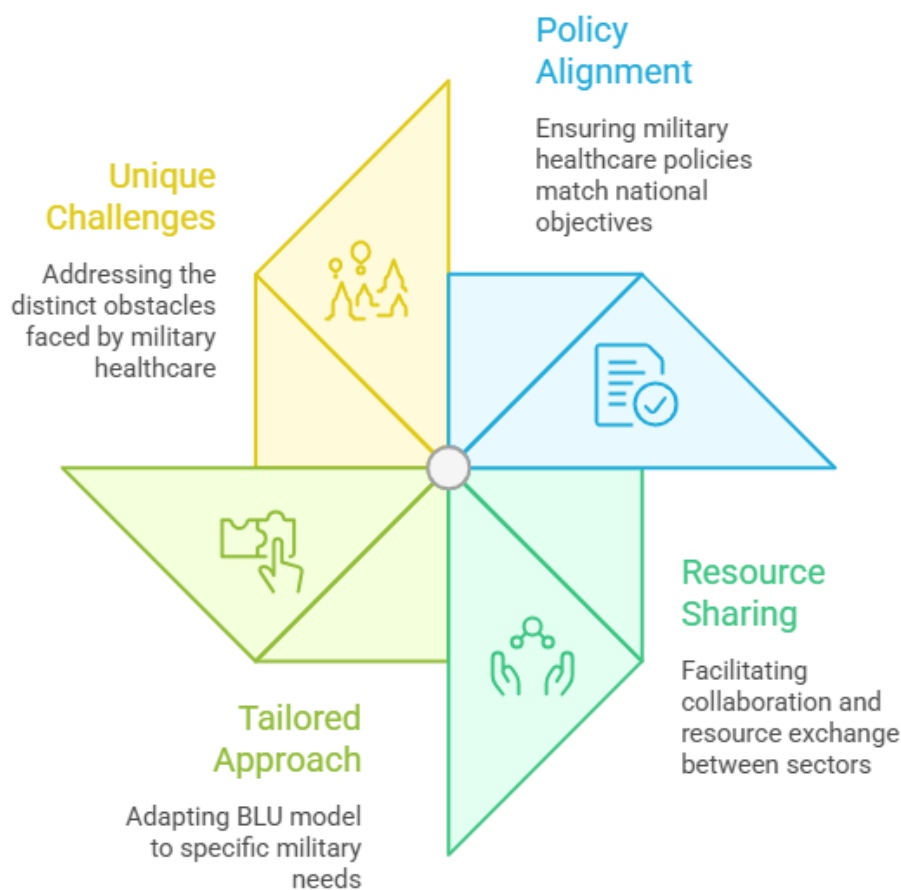 Policy
Alignment
Ensuring military
healthcare policies
match national
objectives
Unique
Challenges
Addressing the
distinct obstacles
faced by military
healthcare
Resource
Sharing
Facilitating
collaboration and
resource exchange
between sectors
Tailored
Approach
Adapting BLU model
to specific military
needs